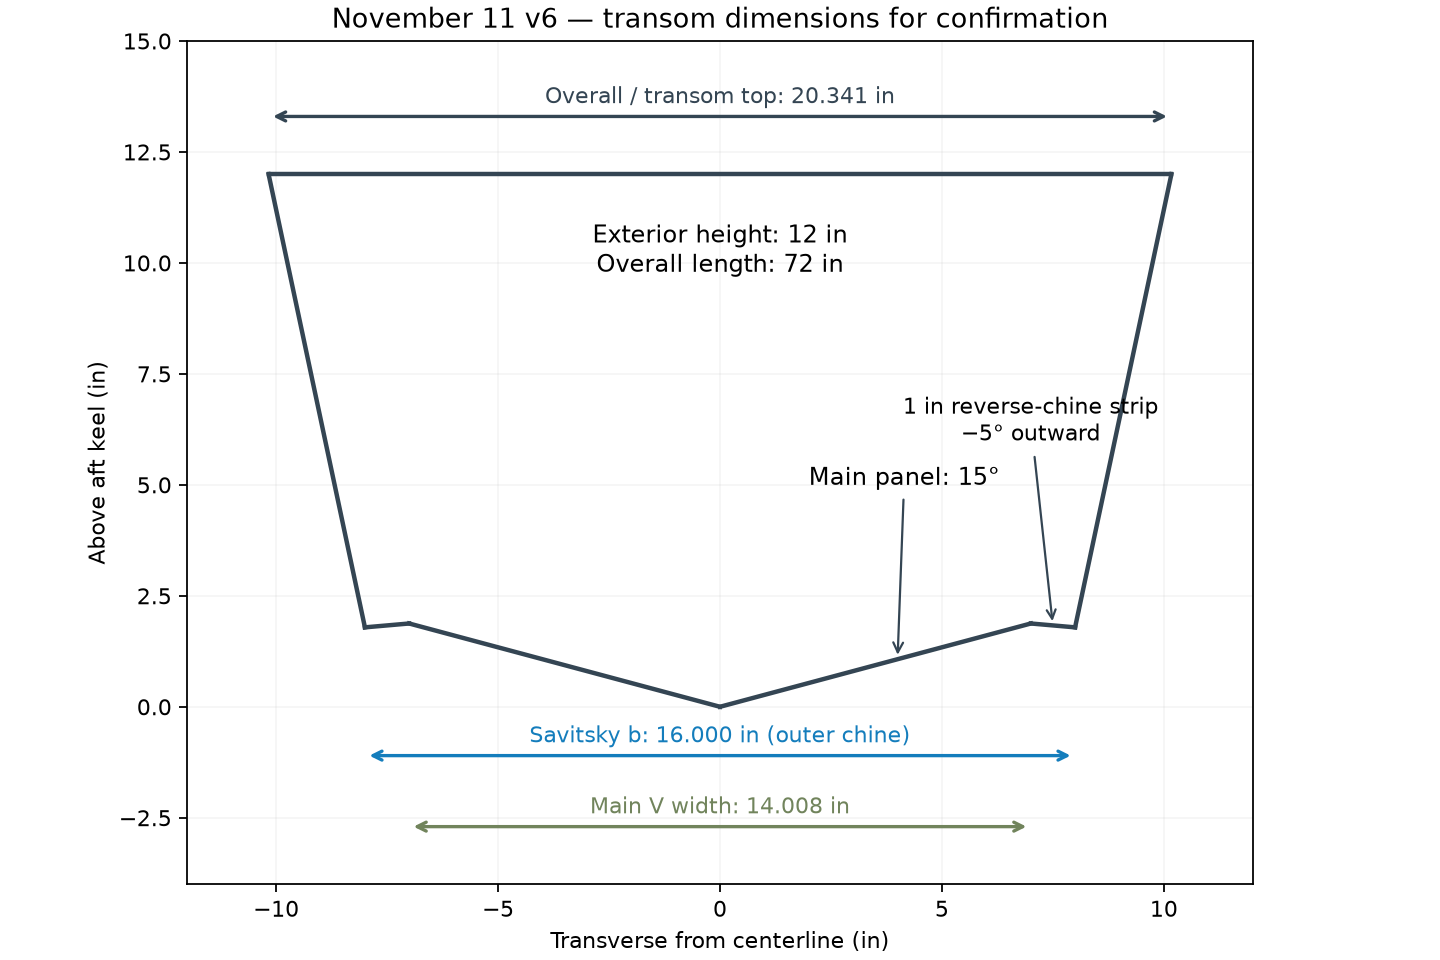 November 11 v6 — transom dimensions for confirmation
15.0
12.5
10.0
7.5
5.0
2.5
0.0
−2.5
Above aft keel (in)
Overall / transom top: 20.341 in
Exterior height: 12 in
Overall length: 72 in
1 in reverse-chine strip
−5° outward
Main panel: 15°
Savitsky b: 16.000 in (outer chine)
Main V width: 14.008 in
−10
−5
0
5
10
Transverse from centerline (in)